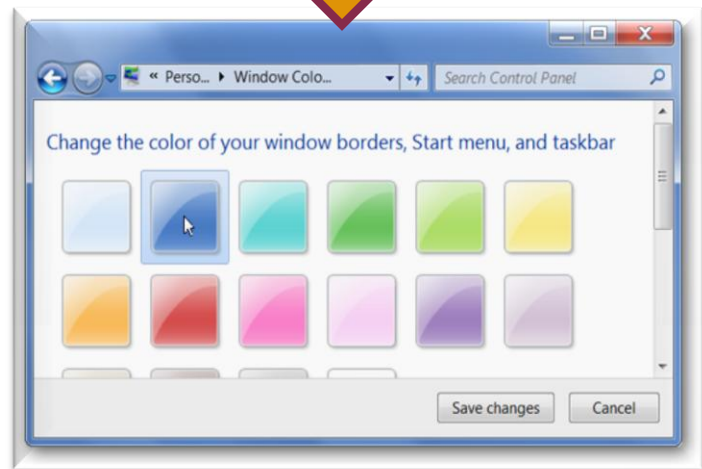 « Perso... ▸ Window Colo... Search Control Panel
Change the color of your window borders, Start menu, and taskbar
Save changes Cancel